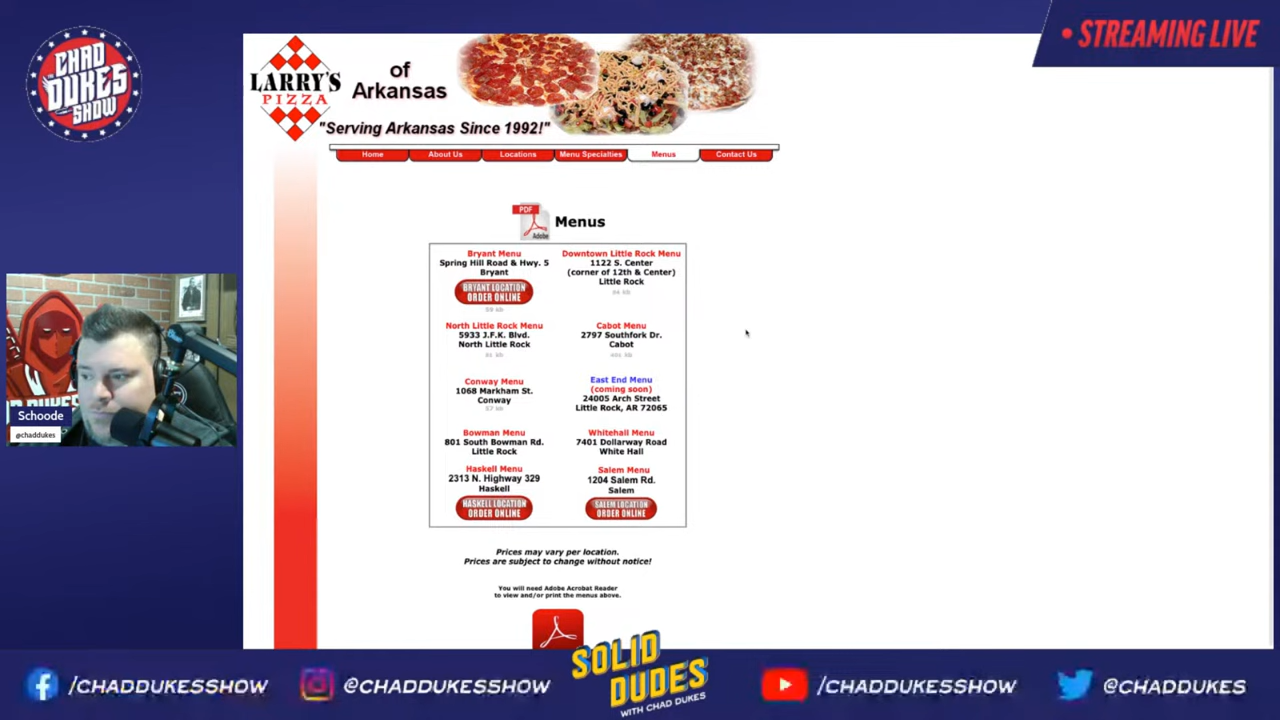 CHAD
DUKES
SHOW
• STREAMING LIVE
LARRY'S
PIZZA
of
Arkansas
"Serving Arkansas Since 1992!"
Home
About Us
Locations
Menu Specialties
Menus
Contact Us
PDF
Adobe
Menus
Bryant Menu
Spring Hill Road & Hwy. 5
Bryant
BRYANT LOCATION
ORDER ONLINE
Downtown Little Rock Menu
1122 S. Center
(corner of 12th & Center)
Little Rock
North Little Rock Menu
5933 J.F.K. Blvd.
North Little Rock
Cabot Menu
2797 Southfork Dr.
Cabot
Conway Menu
1068 Markham St.
Conway
East End Menu
(coming soon)
24005 Arch Street
Little Rock, AR 72065
Bowman Menu
801 South Bowman Rd.
Little Rock
Whitehall Menu
7401 Dollarway Road
White Hall
Haskell Menu
2313 N. Highway 329
Haskell
HASKELL LOCATION
ORDER ONLINE
Salem Menu
1204 Salem Rd.
Salem
SALEM LOCATION
ORDER ONLINE
Prices may vary per location.
Prices are subject to change without notice!
You will need Adobe Acrobat Reader
to view and/or print the menus above.
Schoode
@chaddukes
/CHADDUKESSHOW
@CHADDUKESSHOW
SOLID
DUDES
WITH CHAD DUKES
/CHADDUKESSHOW
@CHADDUKES